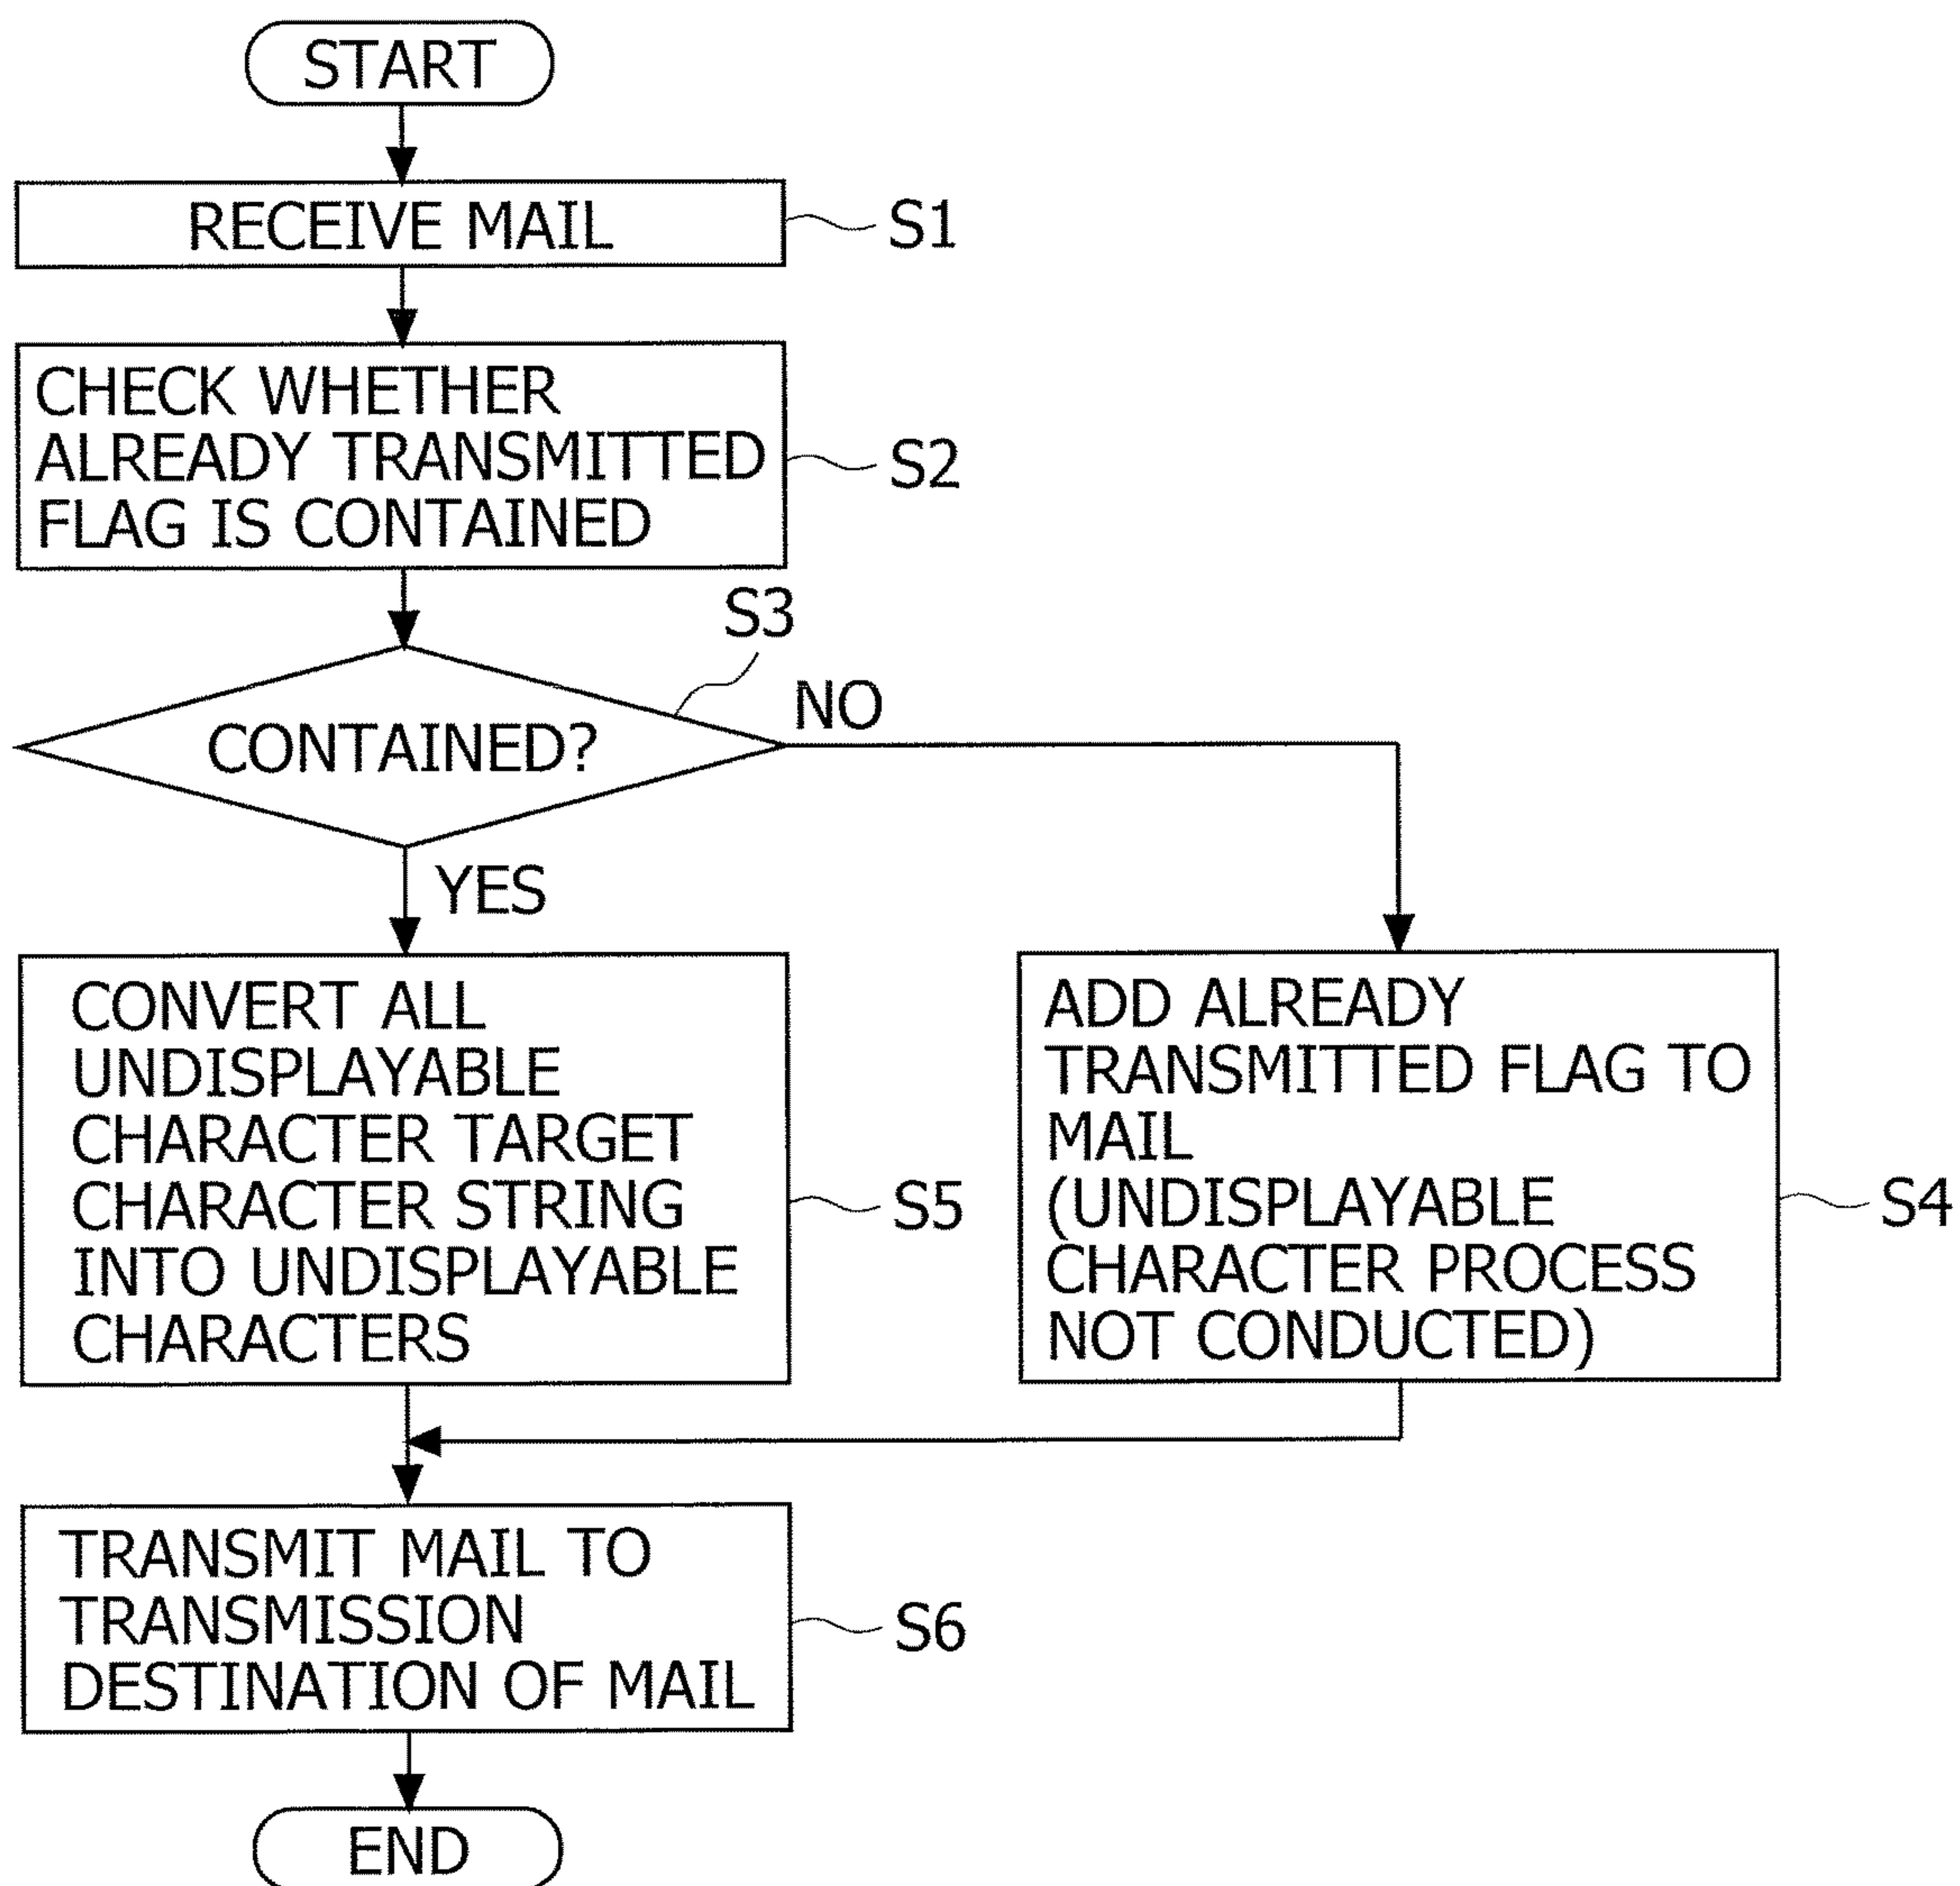 START
RECEIVE MAIL
S1
CHECK WHETHER
ALREADY TRANSMITTED
FLAG IS CONTAINED
S2
S3
CONTAINED?
NO
YES
CONVERT ALL
UNDISPLAYABLE
CHARACTER TARGET
CHARACTER STRING
INTO UNDISPLAYABLE
CHARACTERS
S5
ADD ALREADY
TRANSMITTED FLAG TO
MAIL
(UNDISPLAYABLE
CHARACTER PROCESS
NOT CONDUCTED)
S4
TRANSMIT MAIL TO
TRANSMISSION
DESTINATION OF MAIL
S6
END